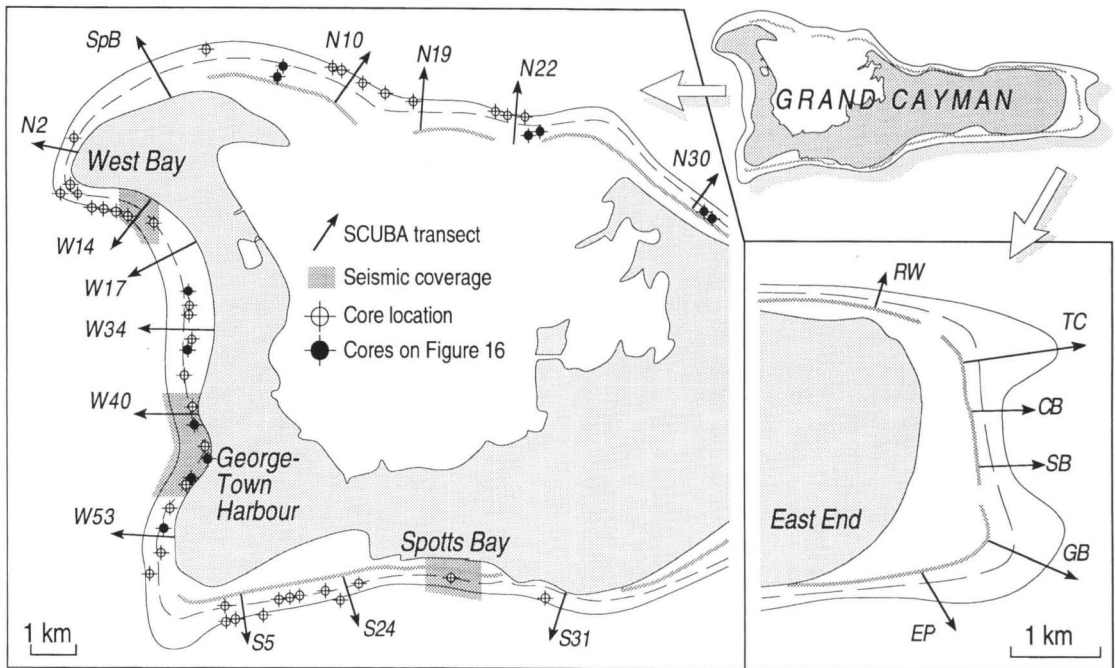 SpB
N10
N19
N22
N2
West Bay
N30
W14
W17
W34
W40
George-
Town
Harbour
W53
Spotts Bay
S5
S24
S31
1 km
SCUBA transect
Seismic coverage
Core location
Cores on Figure 16
GRAND CAYMAN
RW
TC
CB
SB
East End
GB
EP
1 km